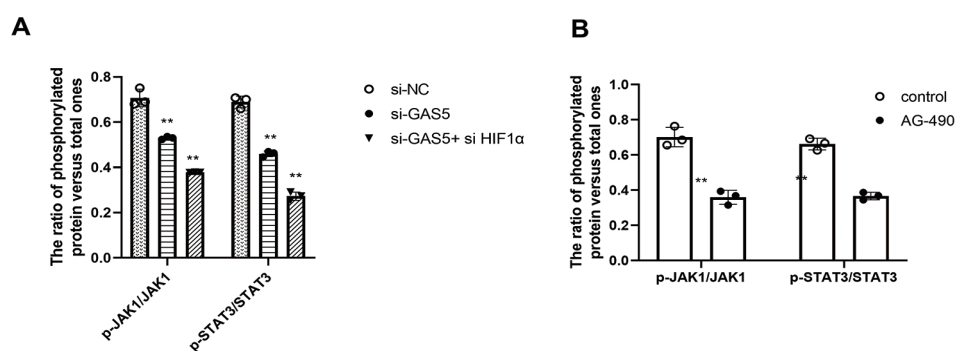 A
The ratio of phosphorylated
protein versus total ones
0.8
0.6
0.4
0.2
0.0
**
**
**
**
p-JAK1/JAK1
p-STAT3/STAT3
si-NC
si-GAS5
si-GAS5+ si HIF1α
B
The ratio of phosphorylated
protein versus total ones
1.0
0.8
0.6
0.4
0.2
0.0
**
**
p-JAK1/JAK1
p-STAT3/STAT3
control
AG-490